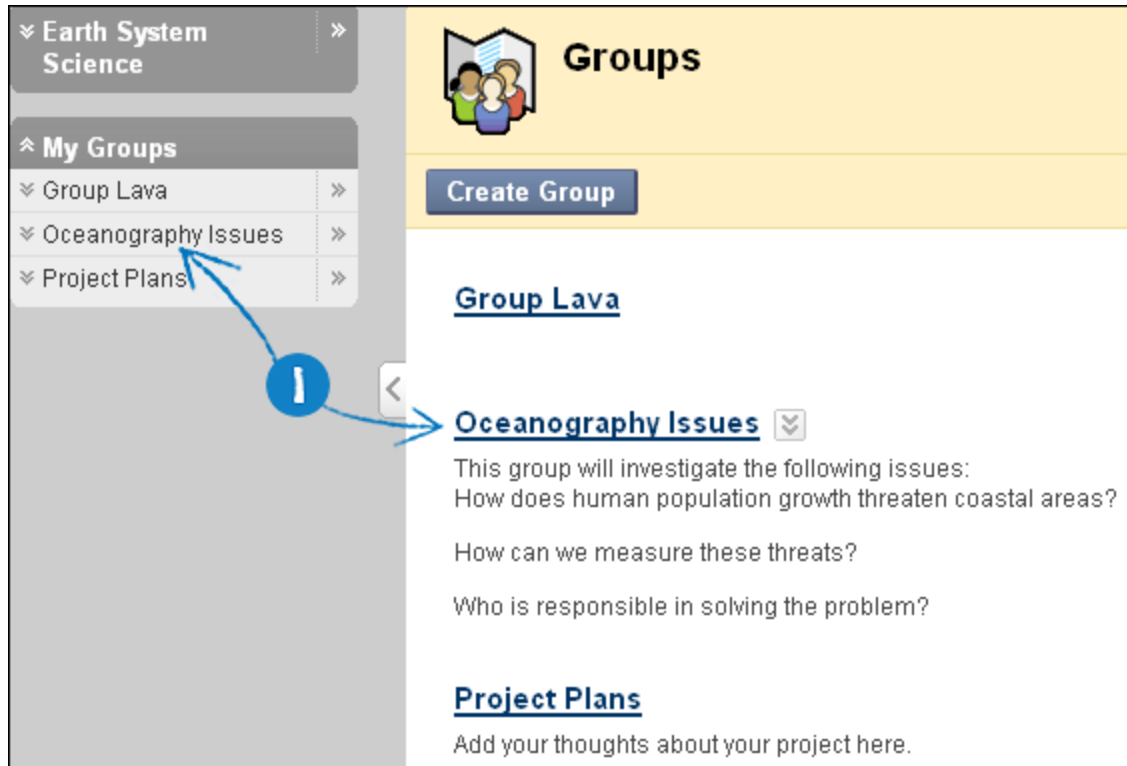 Earth System
Science
My Groups
Group Lava
Oceanography Issues
Project Plans
Groups
Create Group
Group Lava
1
Oceanography Issues
This group will investigate the following issues:
How does human population growth threaten coastal areas?
How can we measure these threats?
Who is responsible in solving the problem?
Project Plans
Add your thoughts about your project here.